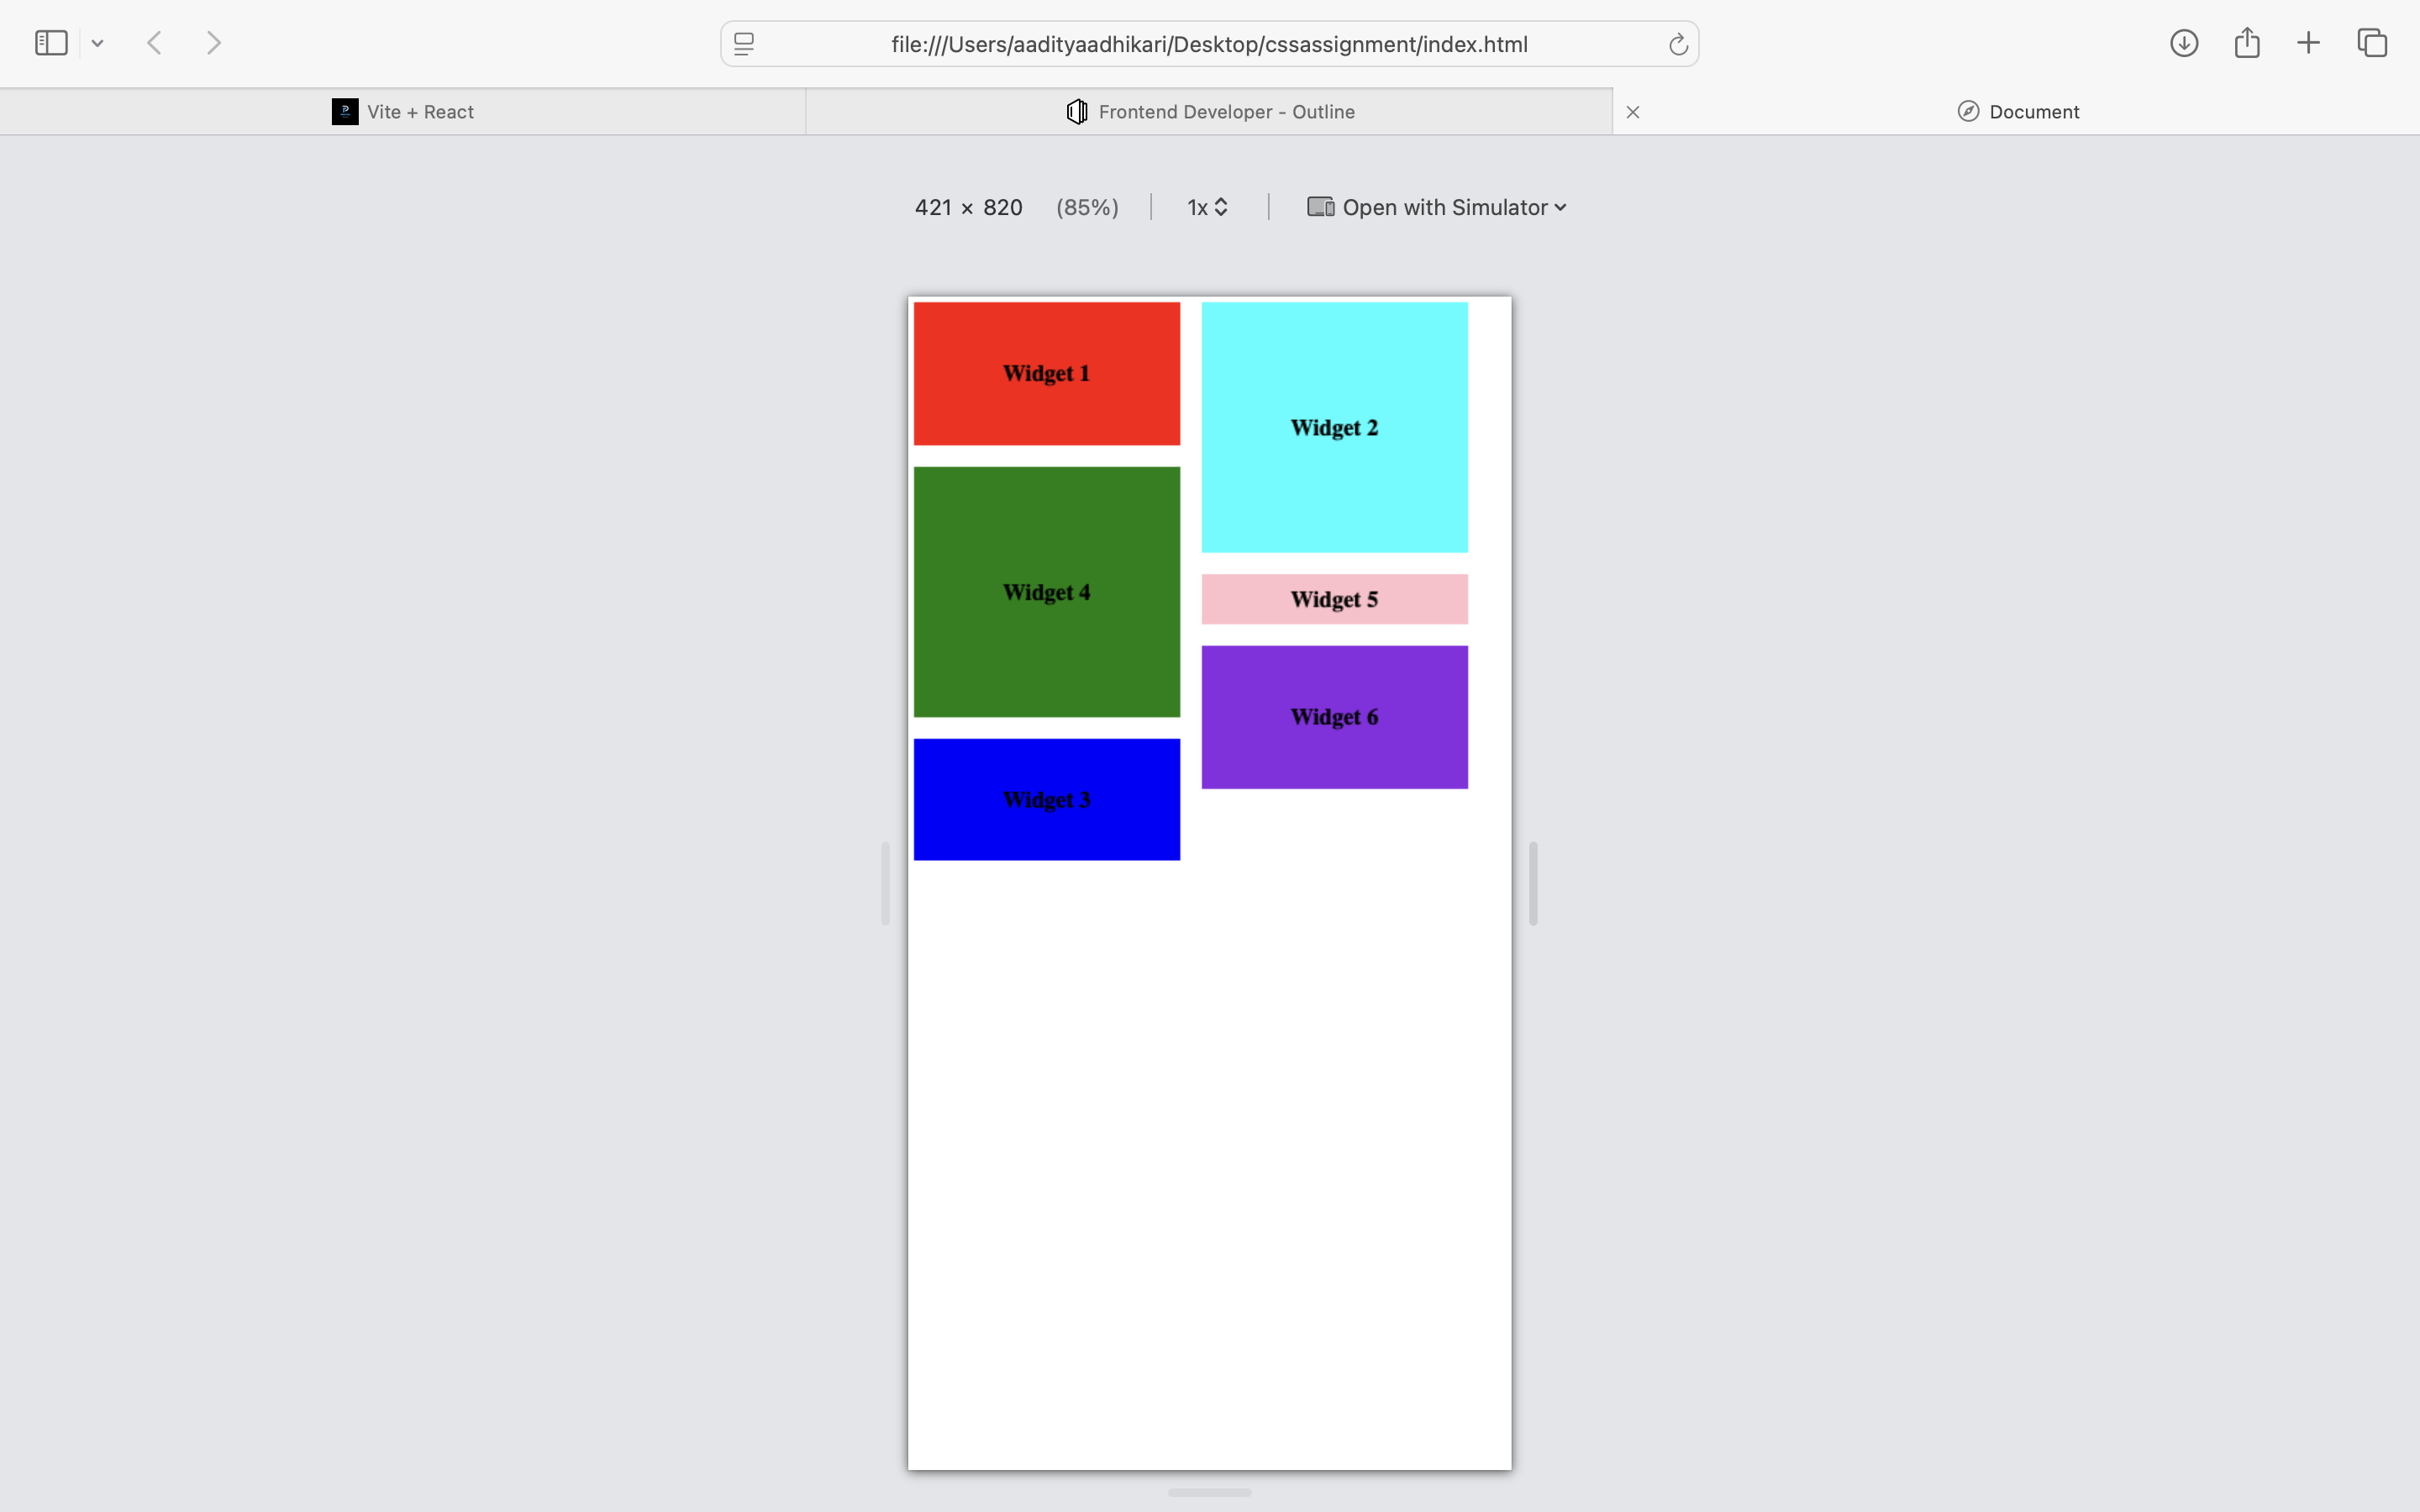 file:///Users/aadityaadhikari/Desktop/cssassignment/index.html
Vite + React
Frontend Developer - Outline
Document
421 × 820 (85%) 1x Open with Simulator
Widget 1
Widget 2
Widget 4
Widget 5
Widget 6
Widget 3